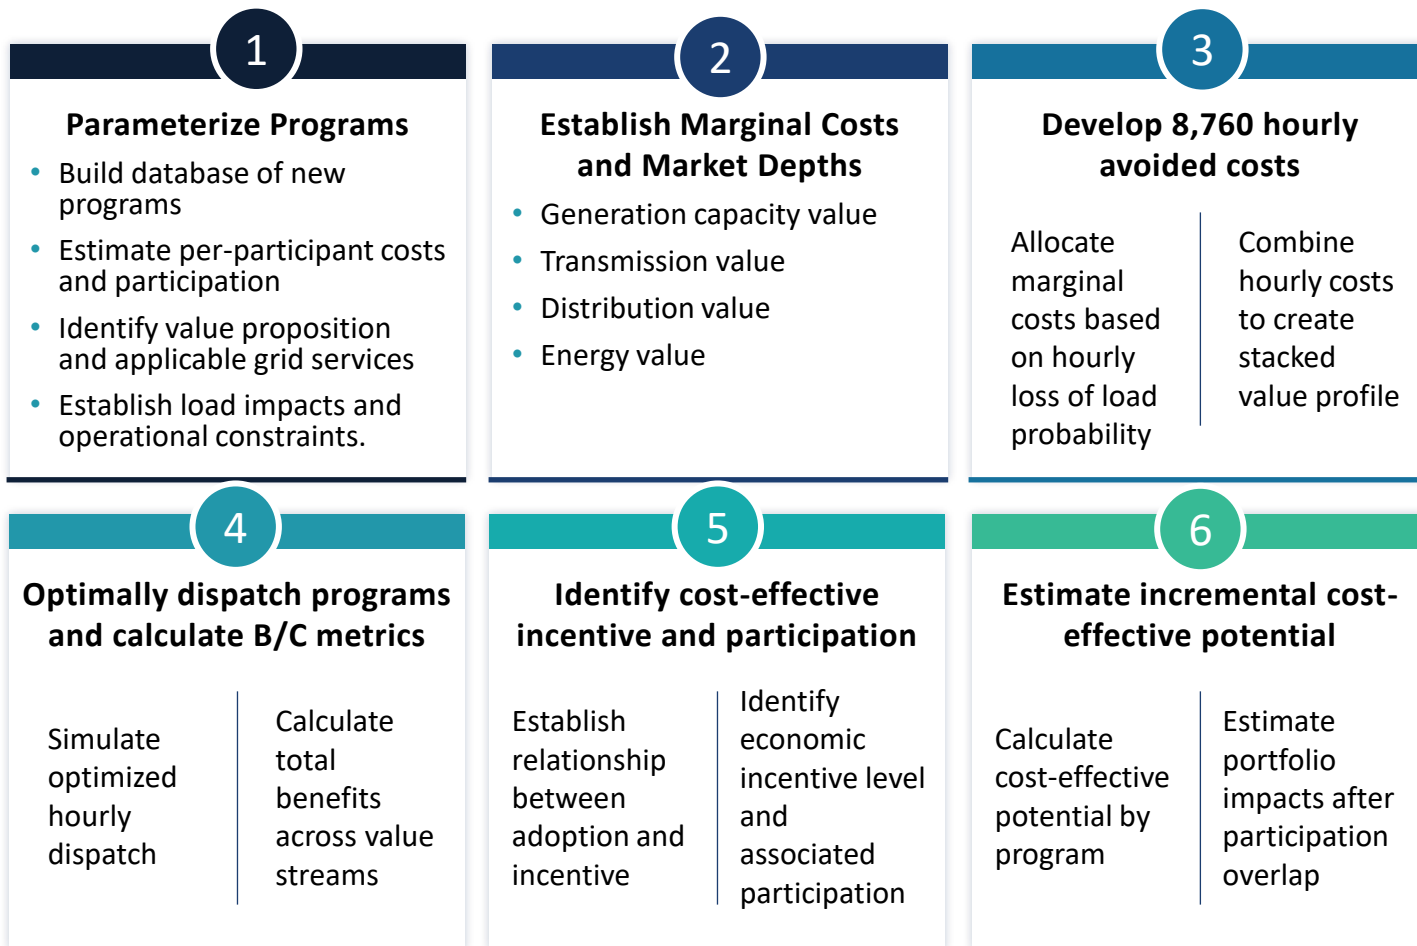 1
Parameterize Programs
• Build database of new
programs
• Estimate per-participant costs
and participation
• Identify value proposition
and applicable grid services
• Establish load impacts and
operational constraints.
2
Establish Marginal Costs
and Market Depths
• Generation capacity value
• Transmission value
• Distribution value
• Energy value
3
Develop 8,760 hourly
avoided costs
Allocate
marginal
costs based
on hourly
loss of load
probability
Combine
hourly costs
to create
stacked
value profile
4
Optimally dispatch programs
and calculate B/C metrics
Simulate
optimized
hourly
dispatch
Calculate
total
benefits
across value
streams
5
Identify cost-effective
incentive and participation
Establish
relationship
between
adoption and
incentive
Identify
economic
incentive level
and
associated
participation
6
Estimate incremental cost-
effective potential
Calculate
cost-effective
potential by
program
Estimate
portfolio
impacts after
participation
overlap